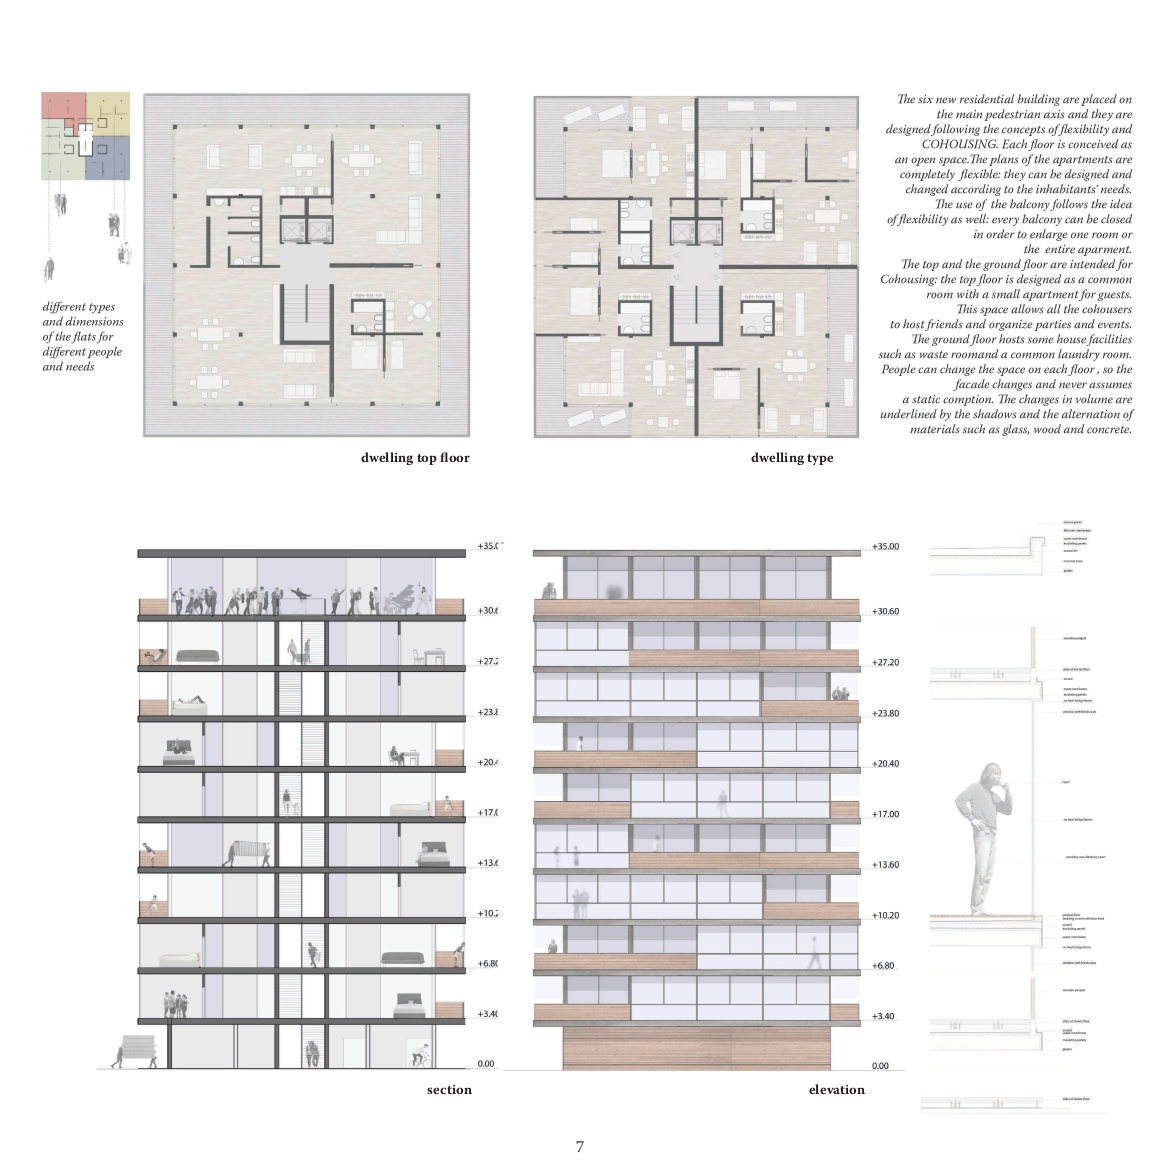 The six new residential building are placed on
the main pedestrian axis and they are
designed following the concepts of flexibility and
COHOUSING. Each floor is conceived as
an open space.The plans of the apartments are
completely flexible: they can be designed and
changed according to the inhabitants' needs.
The use of the balcony follows the idea
of flexibility as well: every balcony can be closed
in order to enlarge one room or
the entire aparment.
The top and the ground floor are intended for
Cohousing: the top floor is designed as a common
room with a small apartment for guests.
This space allows all the cohousers
to host friends and organize parties and events.
The ground floor hosts some house facilities
such as waste roomand a common laundry room.
People can change the space on each floor , so the
facade changes and never assumes
a static comption. The changes in volume are
underlined by the shadows and the alternation of
materials such as glass, wood and concrete.
different types
and dimensions
of the flats for
different people
and needs
dwelling top floor
dwelling type
+35.0
+30.6
+27.2
+23.8
+20.4
+17.0
+13.6
+10.2
+6.80
+3.40
0.00
section
+35.00
+30.60
+27.20
+23.80
+20.40
+17.00
+13.60
+10.20
+6.80
+3.40
0.00
elevation
7